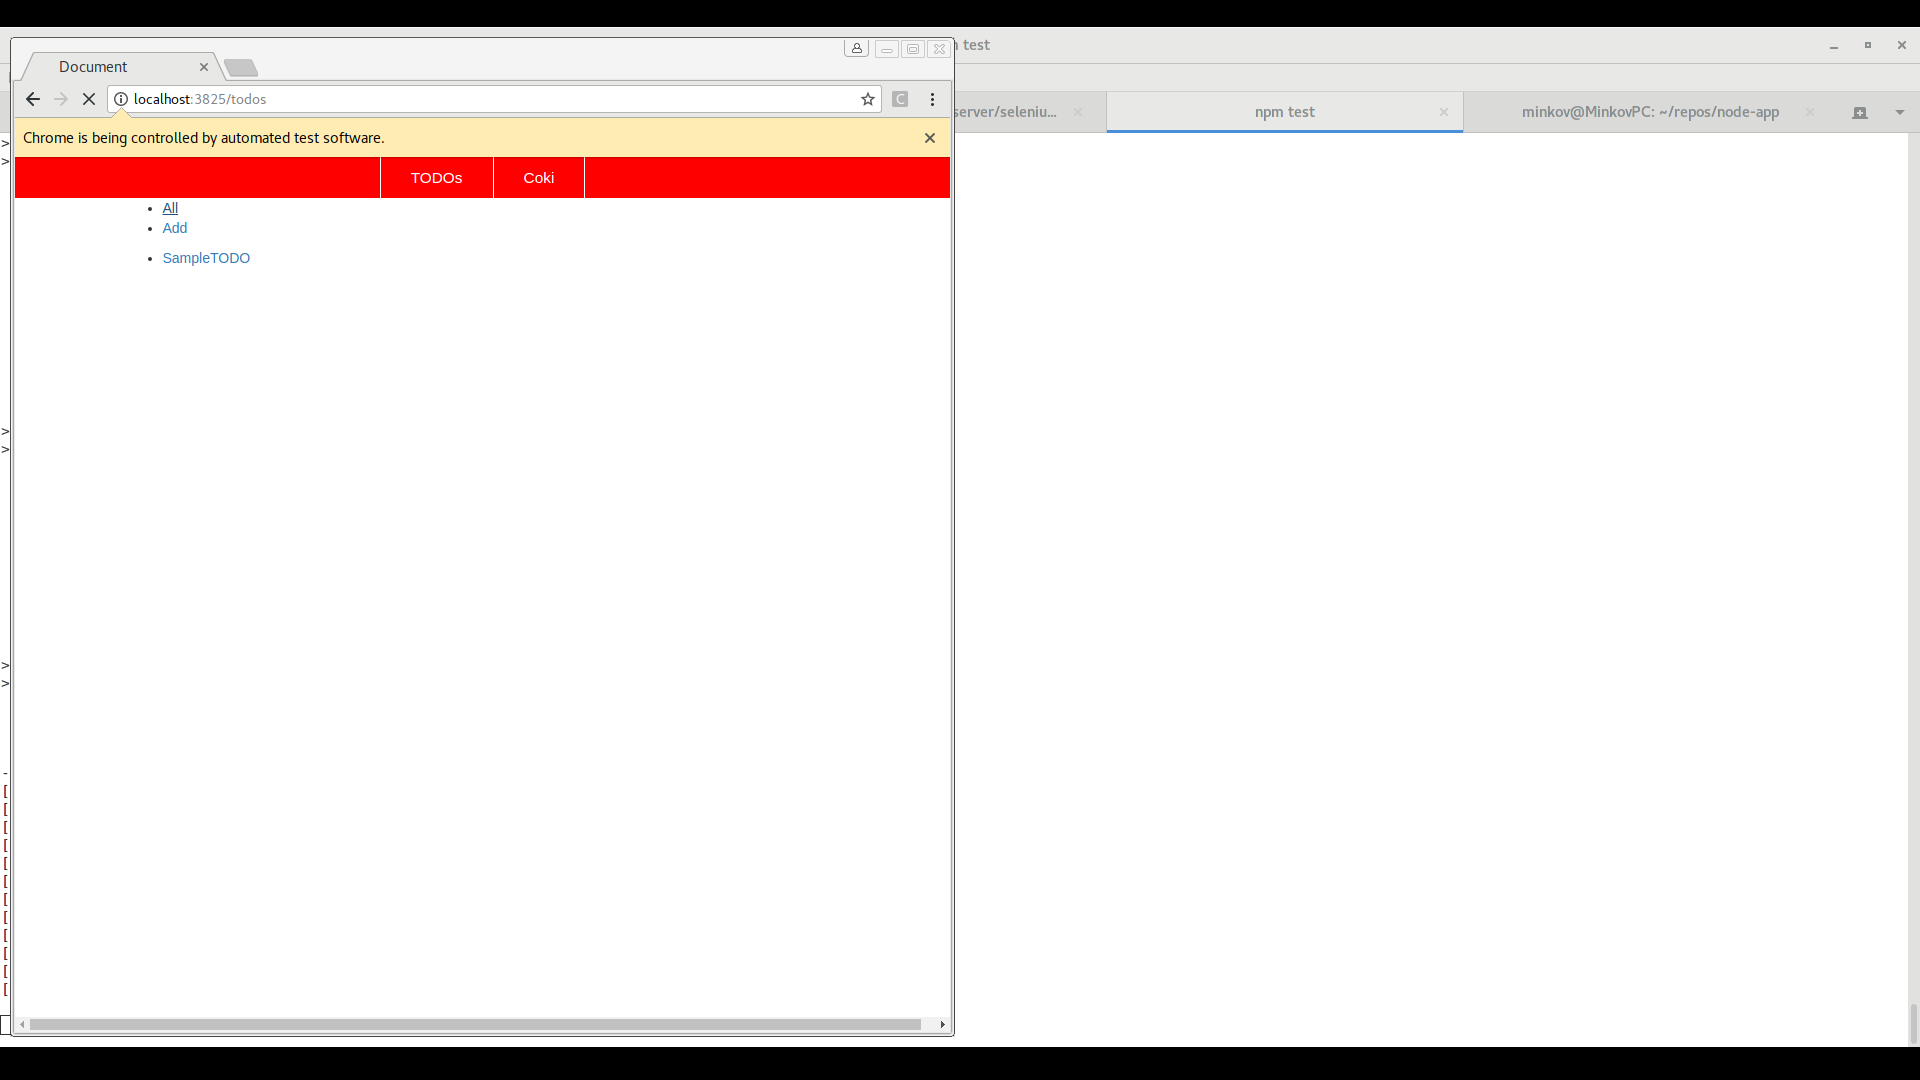 n test
Document
localhost:3825/todos
C
Chrome is being controlled by automated test software.
server/seleniu...
npm test
minkov@MinkovPC: ~/repos/node-app
TODOs
Coki
All
Add
SampleTODO
>
>
>
>
>
>
-
[
[
[
[
[
[
[
[
[
[
[
[